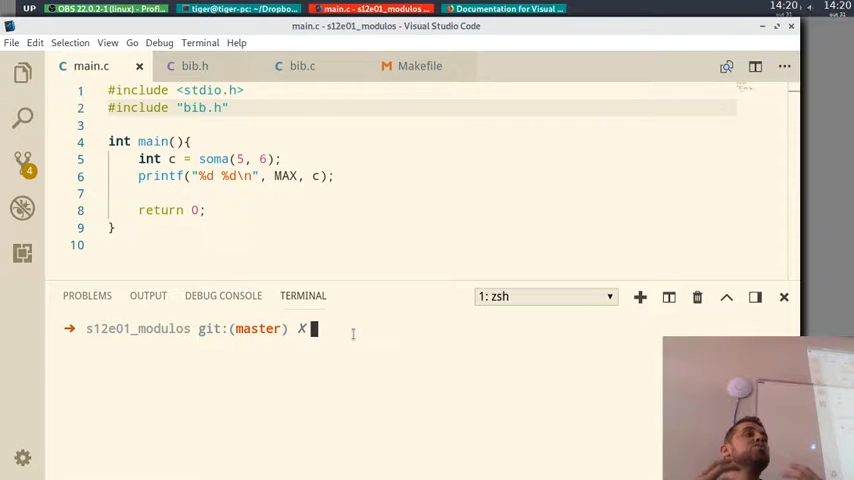 UP OBS 22.0.2-1 (linux) - Profi... tiger@tiger-pc: ~/Dropbo... main.c - s12e01_modulos ... Documentation for Visual ... 14:20 14:20
main.c - s12e01_modulos - Visual Studio Code
File Edit Selection View Go Debug Terminal Help
C main.c × C bib.h C bib.c M Makefile ...
1 #include <stdio.h>
2 #include "bib.h"
3
4 int main(){
5 int c = soma(5, 6);
6 printf("%d %d\n", MAX, c);
7
8 return 0;
9 }
10
4
PROBLEMS OUTPUT DEBUG CONSOLE TERMINAL 1: zsh
➜ s12e01_modulos git:(master) ✗